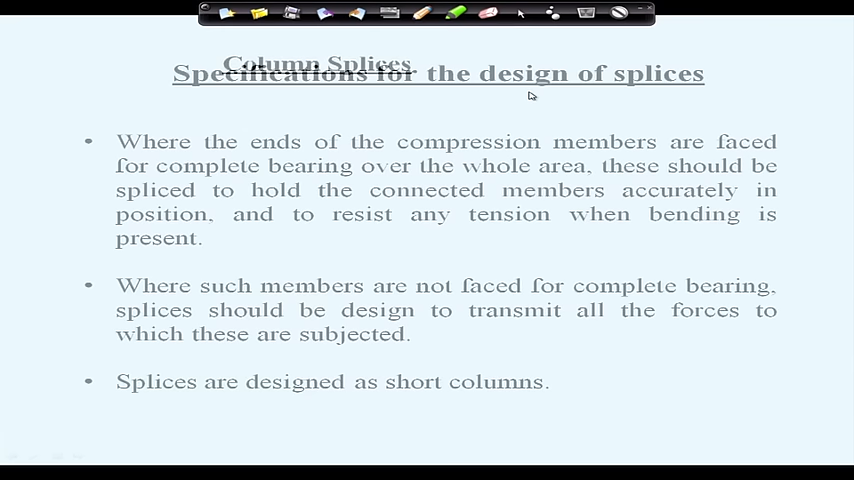 Column Splices
Specifications for the design of splices
• Where the ends of the compression members are faced
for complete bearing over the whole area, these should be
spliced to hold the connected members accurately in
position, and to resist any tension when bending is
present.
• Where such members are not faced for complete bearing,
splices should be design to transmit all the forces to
which these are subjected.
• Splices are designed as short columns.